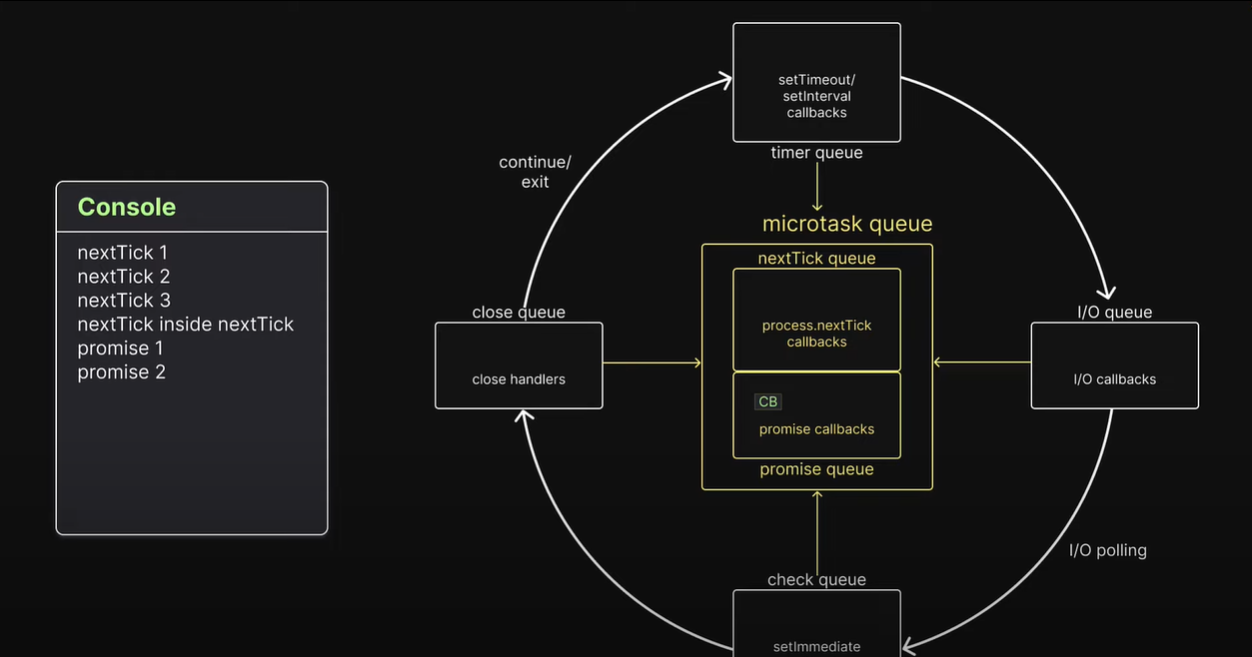 Console
nextTick 1
nextTick 2
nextTick 3
nextTick inside nextTick
promise 1
promise 2
setTimeout/
setInterval
callbacks
timer queue
continue/
exit
microtask queue
nextTick queue
process.nextTick
callbacks
CB
promise callbacks
promise queue
close queue
close handlers
I/O queue
I/O callbacks
I/O polling
check queue
setImmediate